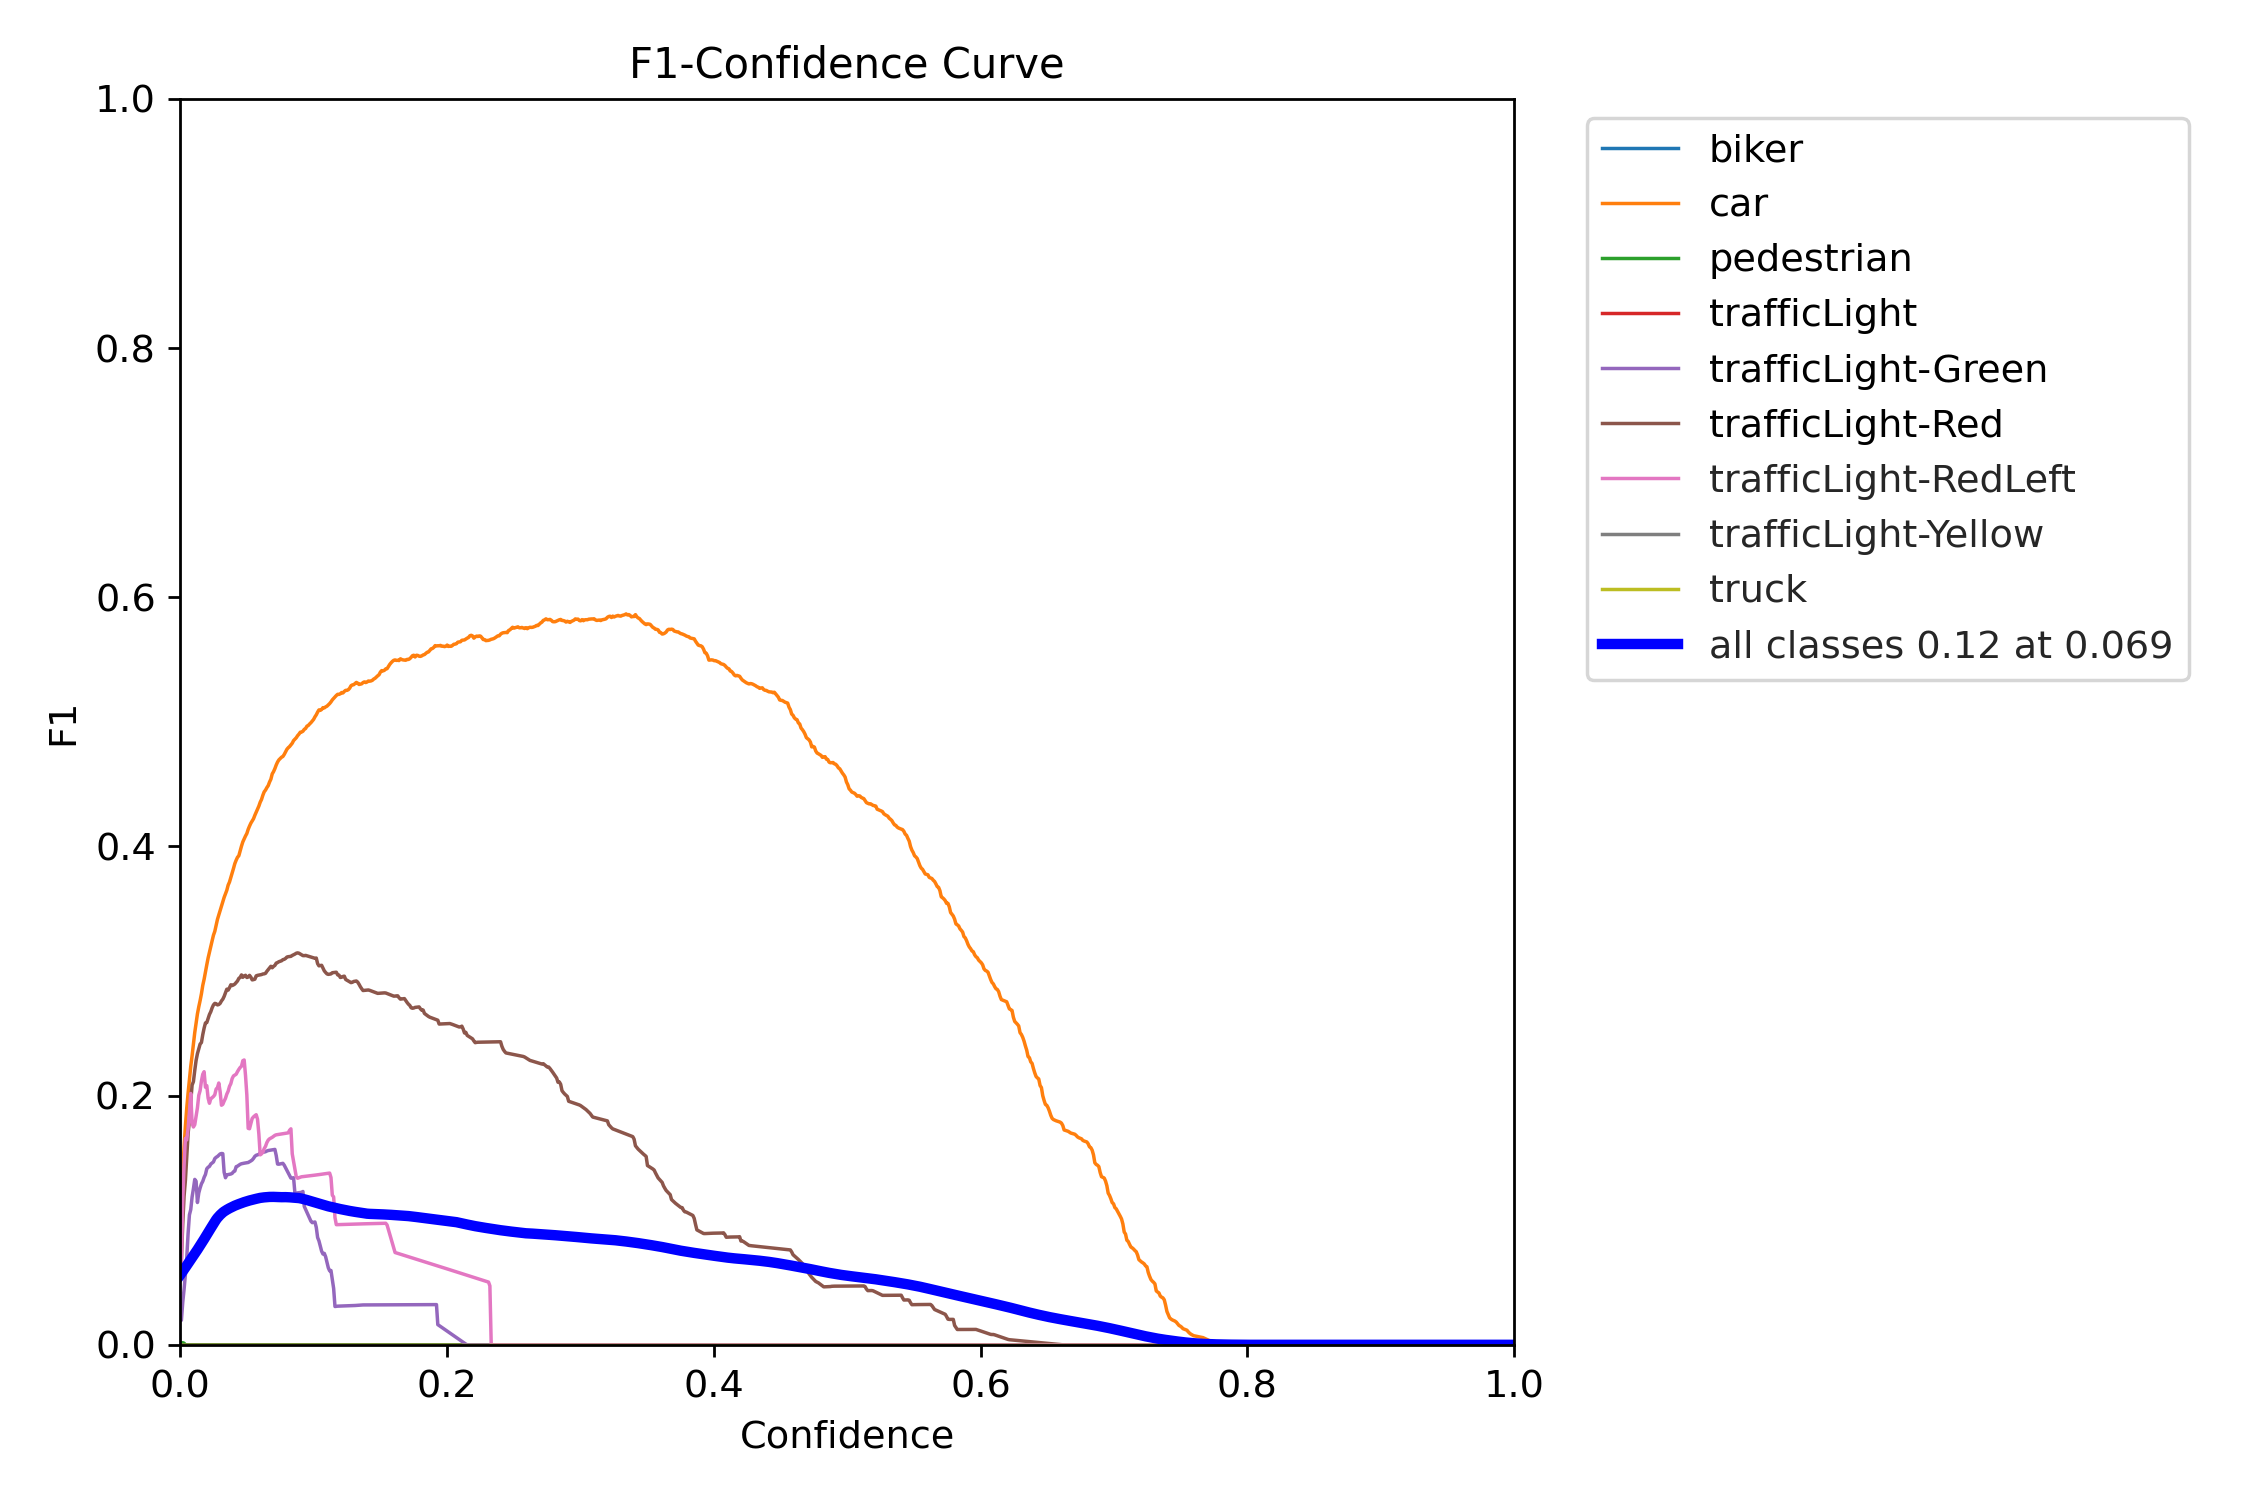 F1-Confidence Curve
1.0
0.8
0.6
0.4
0.2
0.0
F1
0.0 0.2 0.4 0.6 0.8 1.0
Confidence
biker
car
pedestrian
trafficLight
trafficLight-Green
trafficLight-Red
trafficLight-RedLeft
trafficLight-Yellow
truck
all classes 0.12 at 0.069